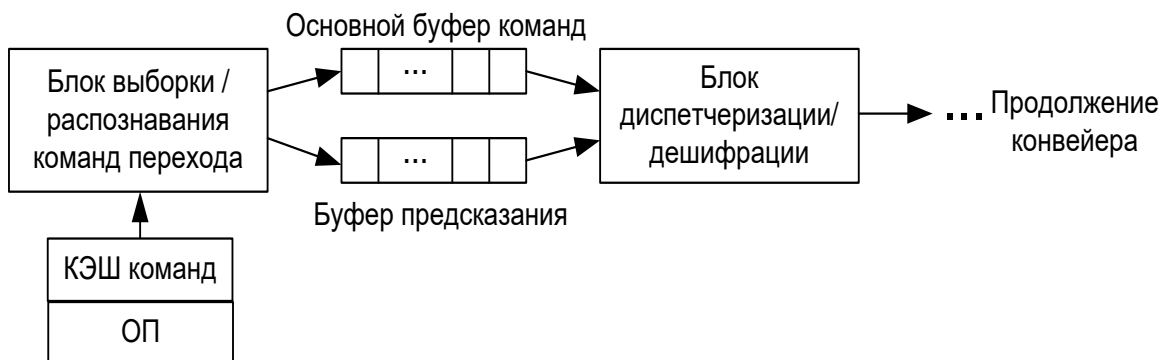 Основной буфер команд
Блок выборки /
распознавания
команд перехода
...
Блок
диспетчеризации/
дешифрации
... Продолжение
конвейера
...
Буфер предсказания
КЭШ команд
ОП